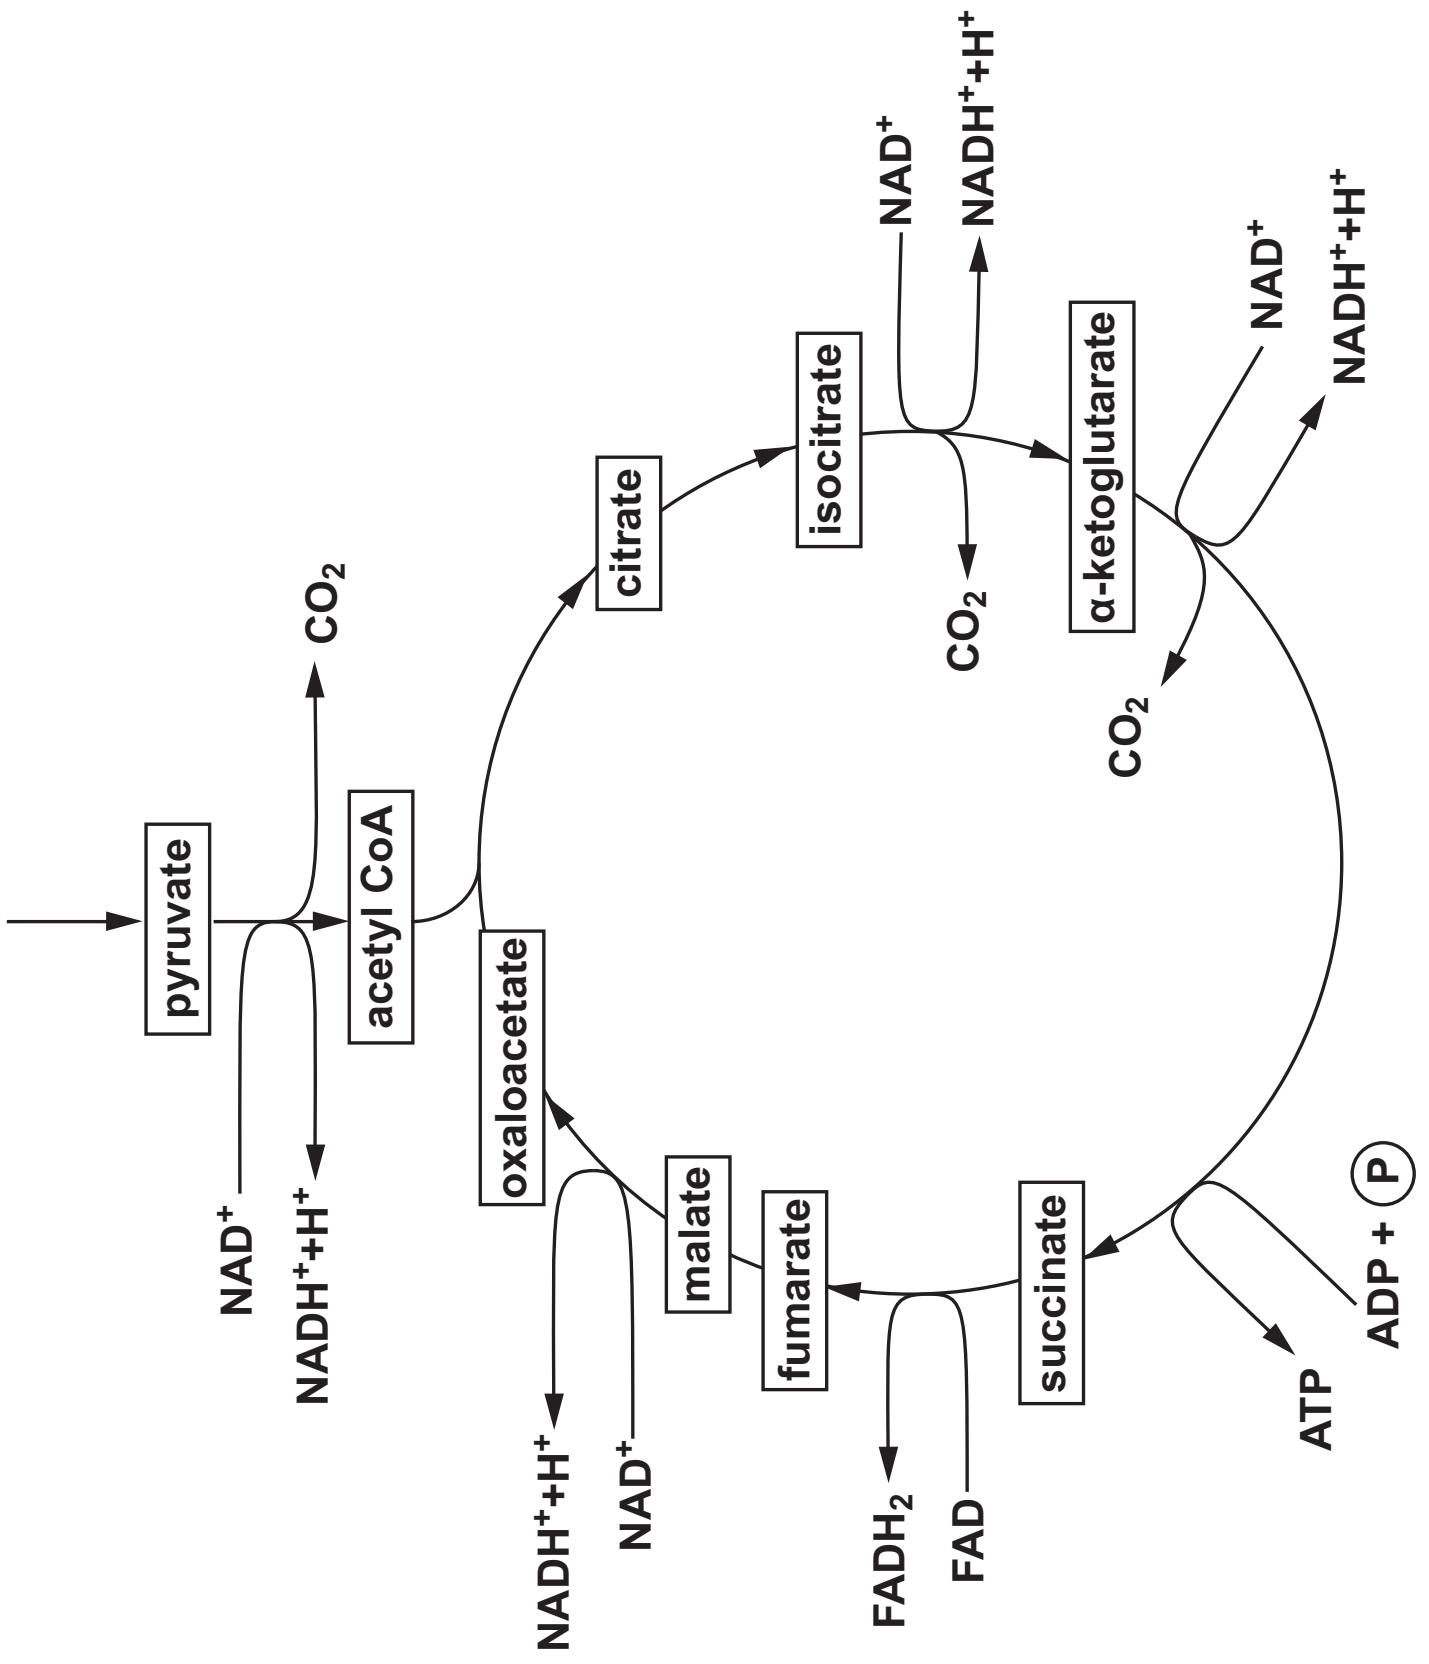 pyruvate
NAD⁺
NADH⁺+H⁺
CO₂
acetyl CoA
oxaloacetate
citrate
isocitrate
NAD⁺
NADH⁺+H⁺
CO₂
α-ketoglutarate
NAD⁺
NADH⁺+H⁺
CO₂
ADP + P
ATP
succinate
FAD
FADH₂
fumarate
malate
NAD⁺
NADH⁺+H⁺